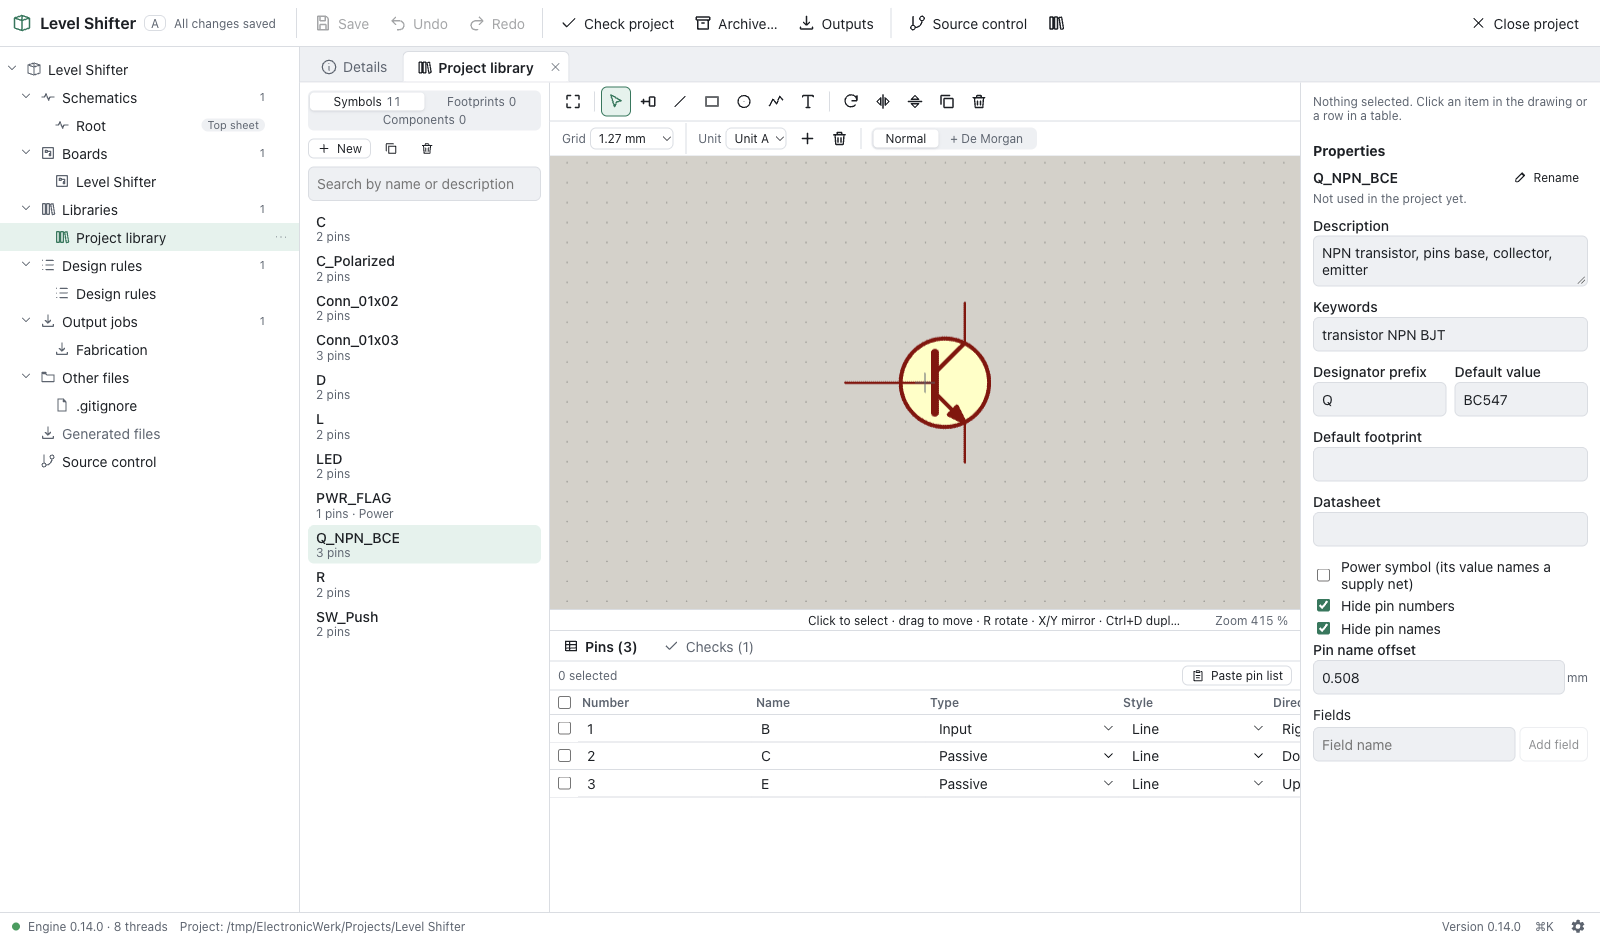 Level Shifter
A
All changes saved
Save
Undo
Redo
Check project
Archive...
Outputs
Source control
Close project
Level Shifter
Schematics 1
Root Top sheet
Boards 1
Level Shifter
Libraries 1
Project library
Design rules 1
Design rules
Output jobs 1
Fabrication
Other files
.gitignore
Generated files
Source control
Details
Project library
Symbols 11
Footprints 0
Components 0
New
Search by name or description
C
2 pins
C_Polarized
2 pins
Conn_01x02
2 pins
Conn_01x03
3 pins
D
2 pins
L
2 pins
LED
2 pins
PWR_FLAG
1 pins · Power
Q_NPN_BCE
3 pins
R
2 pins
SW_Push
2 pins
Grid 1.27 mm
Unit Unit A
Normal
+ De Morgan
Click to select · drag to move · R rotate · X/Y mirror · Ctrl+D dupl...
Zoom 415 %
Pins (3)
Checks (1)
0 selected
Paste pin list
Number Name Type Style Direc
1 B Input Line Rig
2 C Passive Line Do
3 E Passive Line Up
Nothing selected. Click an item in the drawing or
a row in a table.
Properties
Q_NPN_BCE
Rename
Not used in the project yet.
Description
NPN transistor, pins base, collector,
emitter
Keywords
transistor NPN BJT
Designator prefix
Default value
Q
BC547
Default footprint
Datasheet
Power symbol (its value names a
supply net)
Hide pin numbers
Hide pin names
Pin name offset
0.508 mm
Fields
Field name
Add field
Engine 0.14.0 · 8 threads
Project: /tmp/ElectronicWerk/Projects/Level Shifter
Version 0.14.0
⌘K